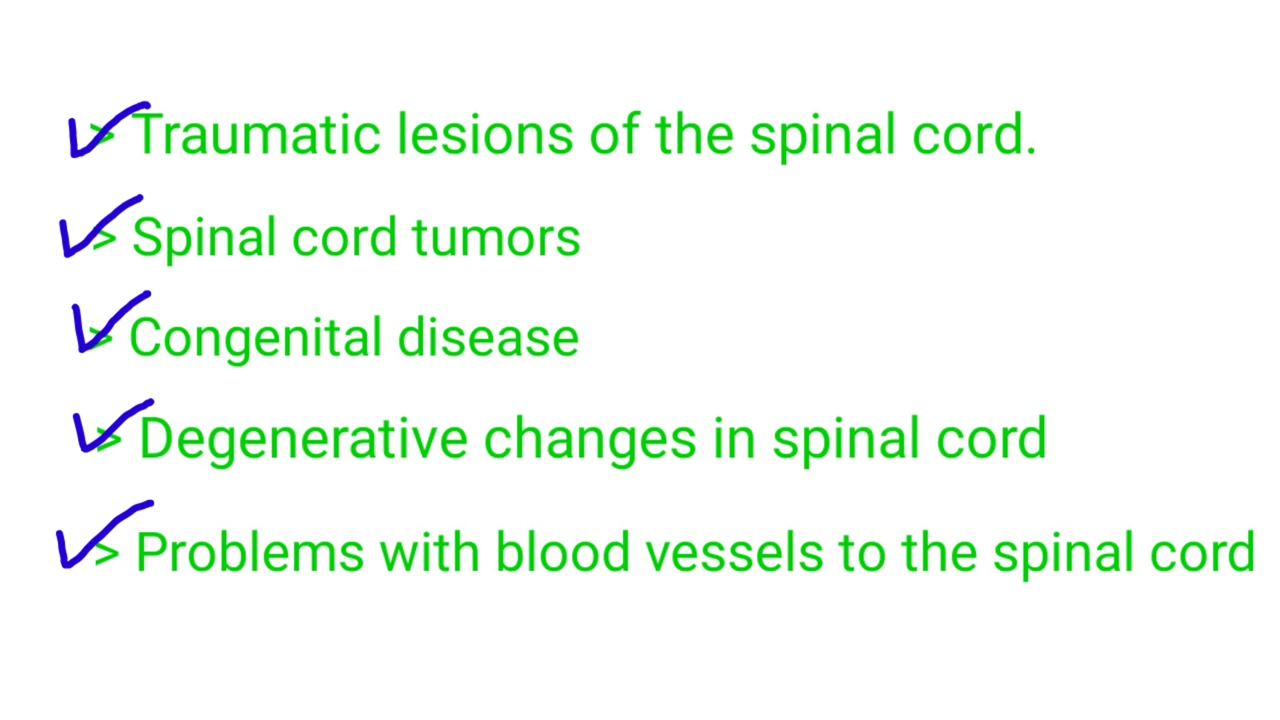 > Traumatic lesions of the spinal cord.
> Spinal cord tumors
> Congenital disease
> Degenerative changes in spinal cord
> Problems with blood vessels to the spinal cord